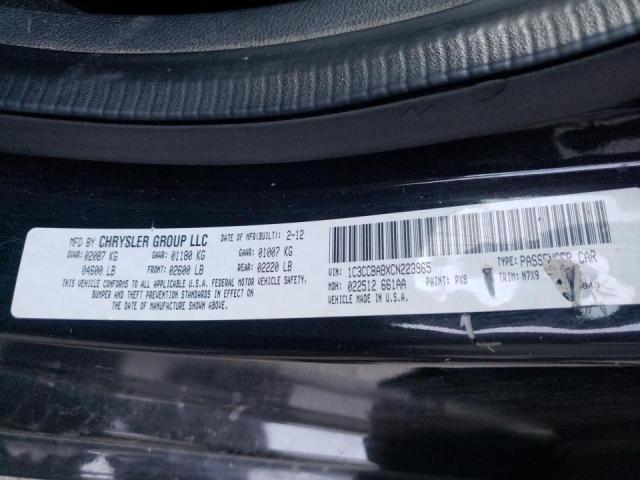 MFD BY CHRYSLER GROUP LLC DATE OF MFR(BUILT): 2-12
GVWR: 02087 KG GAWR: 01180 KG GAWR: 01007 KG
04600 LB FRONT: 02600 LB REAR: 02220 LB
THIS VEHICLE CONFORMS TO ALL U.S.A. FEDERAL MOTOR VEHICLE SAFETY,
BUMPER AND THEFT PREVENTION STANDARDS IN EFFECT ON
THE DATE OF MANUFACTURE SHOWN ABOVE.
VIN: 1C3CCBABXCN223965 TYPE: PASSENGER CAR
MDH: 022512 661AA PAINT: PX8 TRIM: N7X9
MADE IN U.S.A.